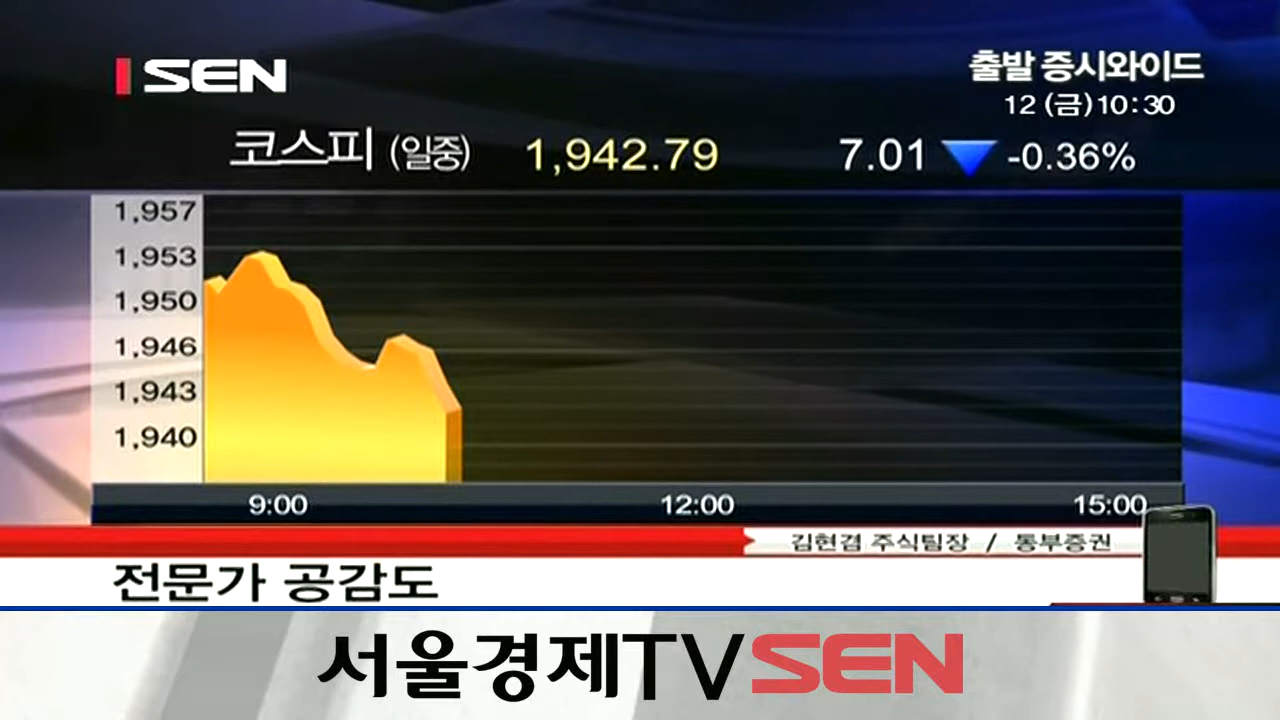 SEN
출발 증시와이드
12 (금) 10:30
코스피 (일중) 1,942.79 7.01 ▼ -0.36%
1,957
1,953
1,950
1,946
1,943
1,940
9:00 12:00 15:00
김현겸 주식팀장 / 동부증권
전문가 공감도
서울경제TV SEN